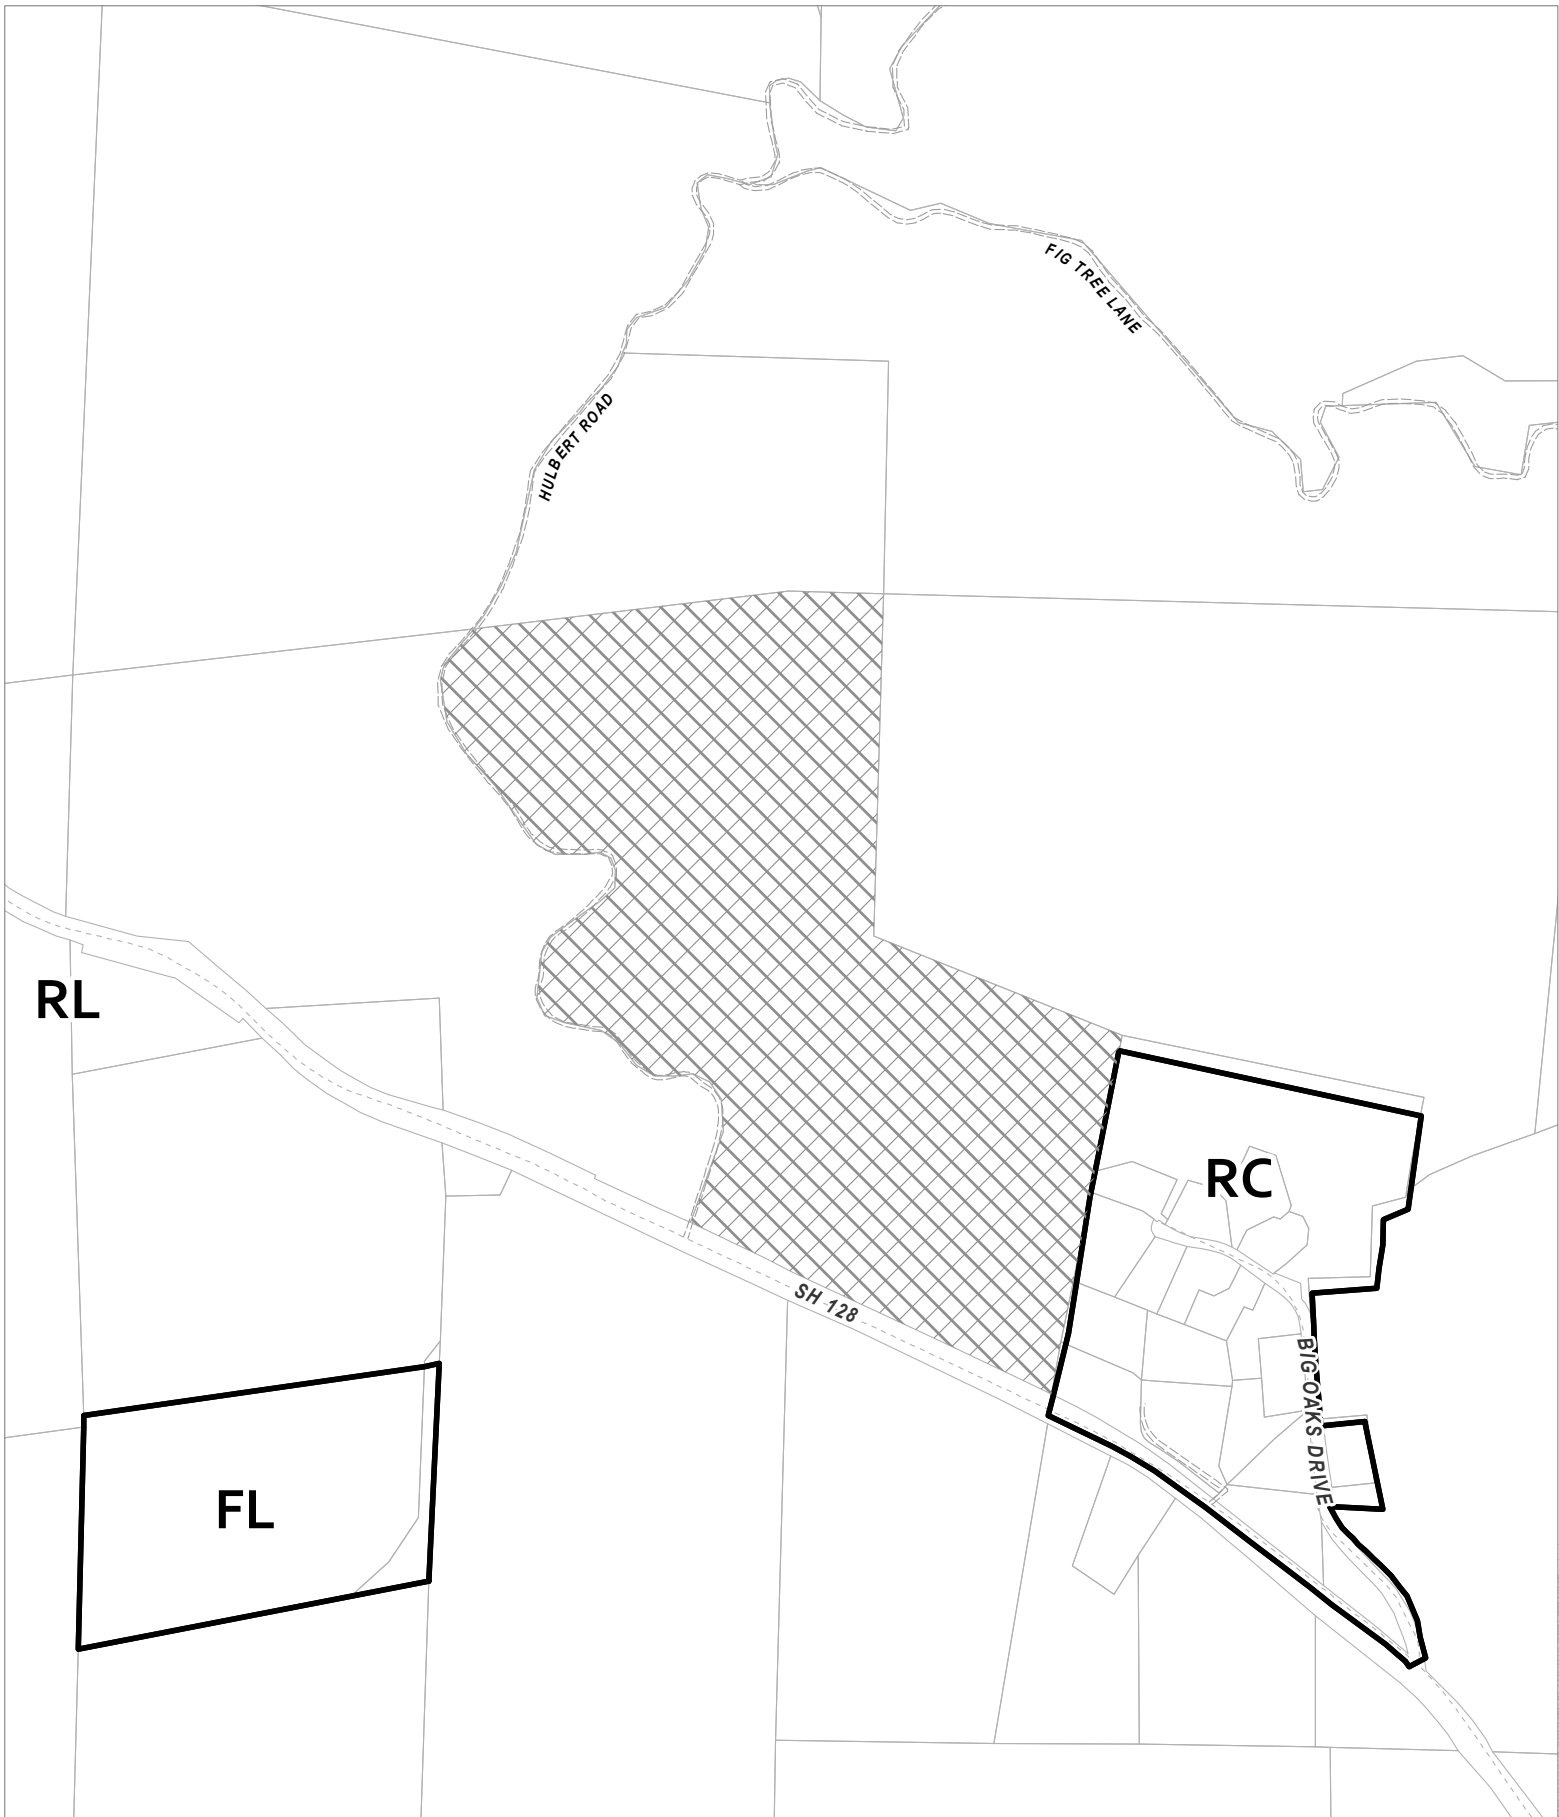 FIG TREE LANE
HULBERT ROAD
RL
RC
SH 128
BIG OAKS DRIVE
FL